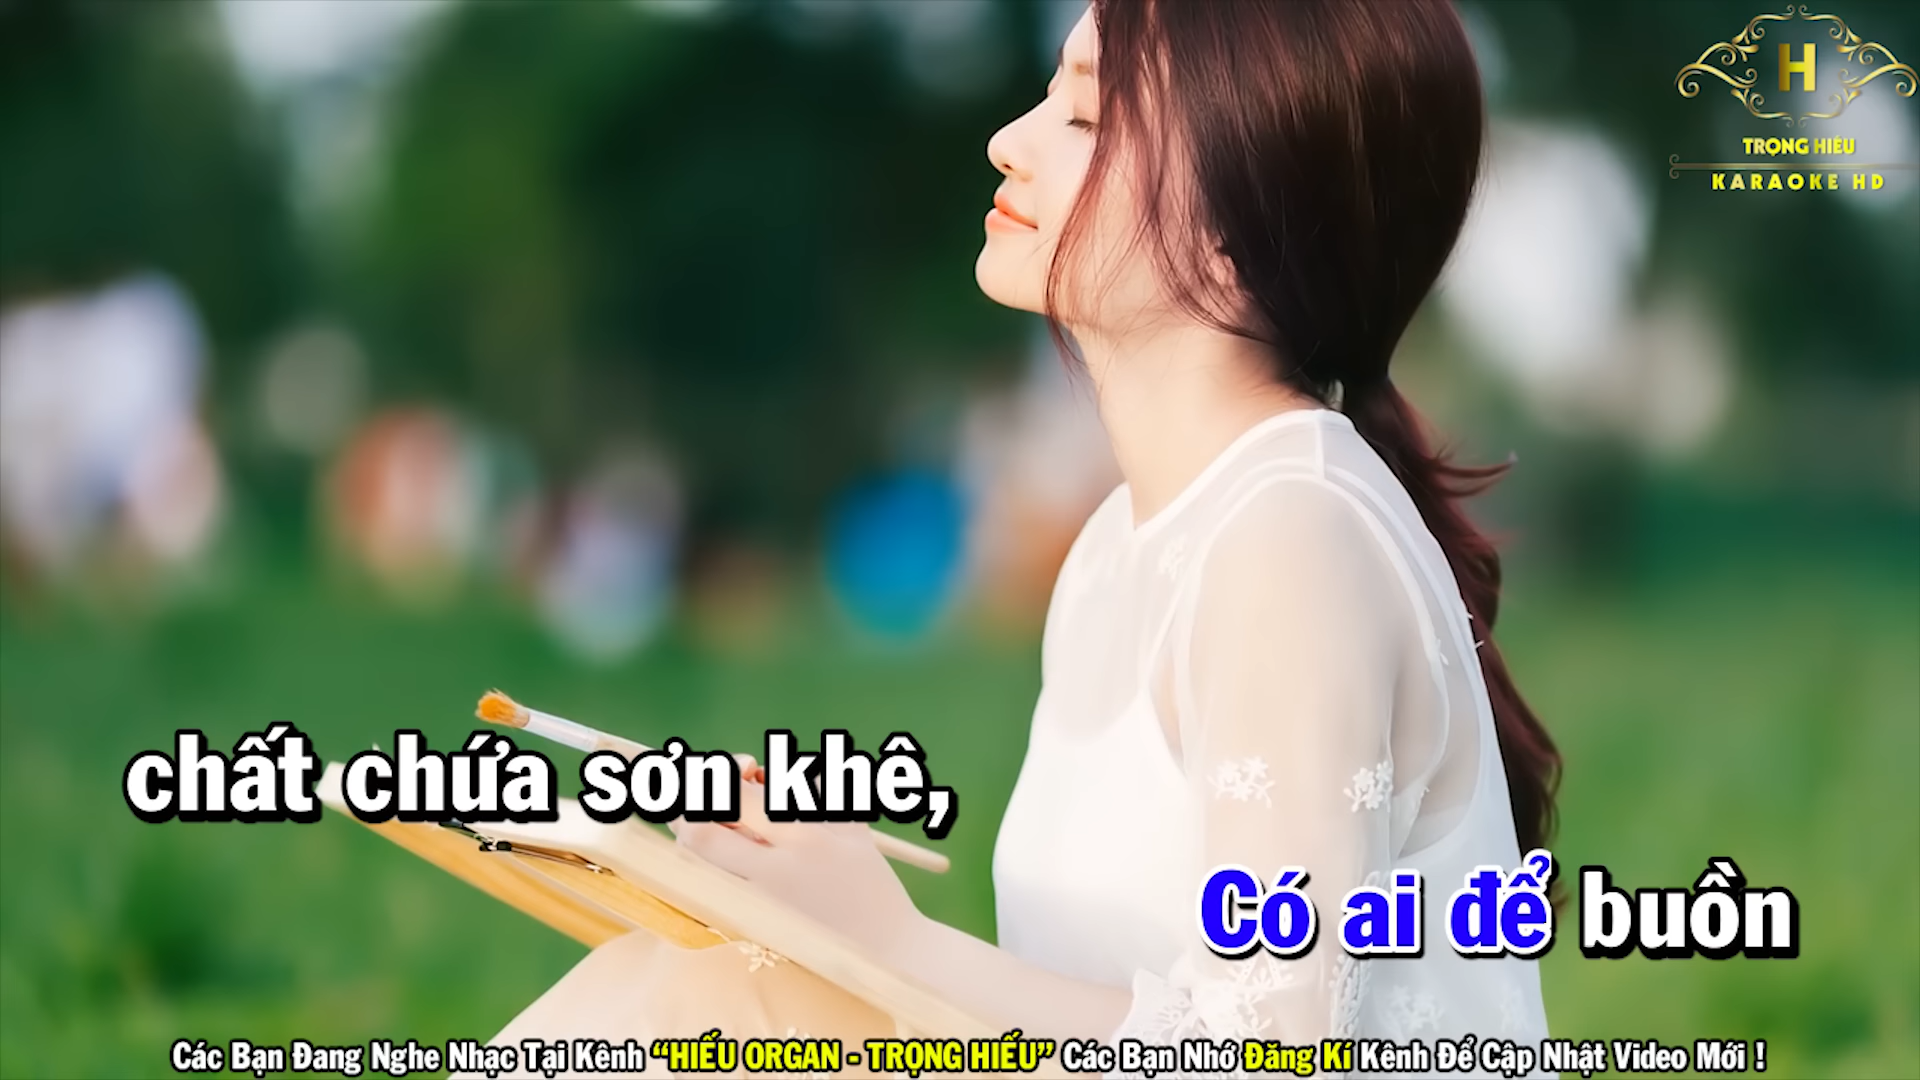 H
TRỌNG HIẾU
KARAOKE HD
chất chứa sơn khê,
Có ai để buồn
Các Bạn Đang Nghe Nhạc Tại Kênh “HIẾU ORGAN - TRỌNG HIẾU” Các Bạn Nhớ Đăng Kí Kênh Để Cập Nhật Video Mới !